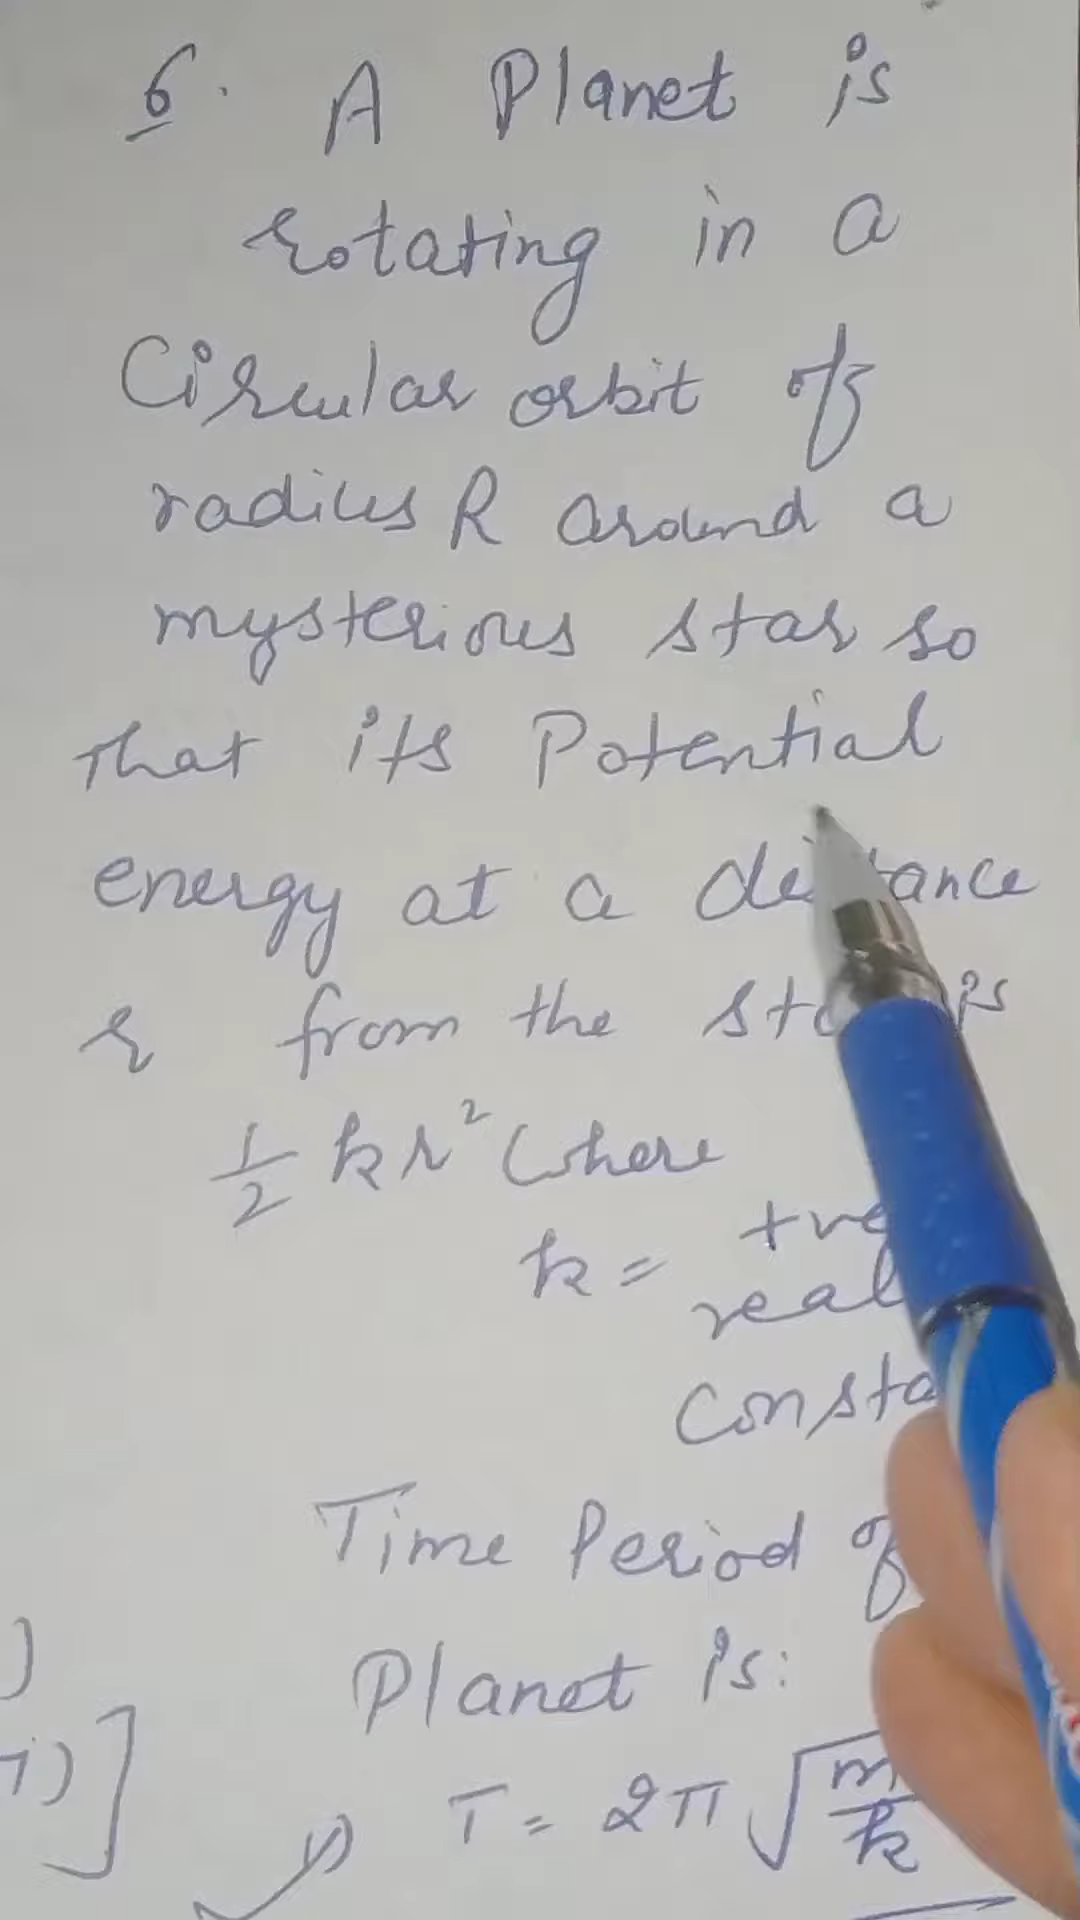 6. A Planet is
rotating in a
Circular orbit of
radius R around a
mysterious star so
that its Potential
energy at a distance
r from the star is
1/2 kr² where
k = +ve
real
Time Period of
Planet is:
T = 2π √(m/k)